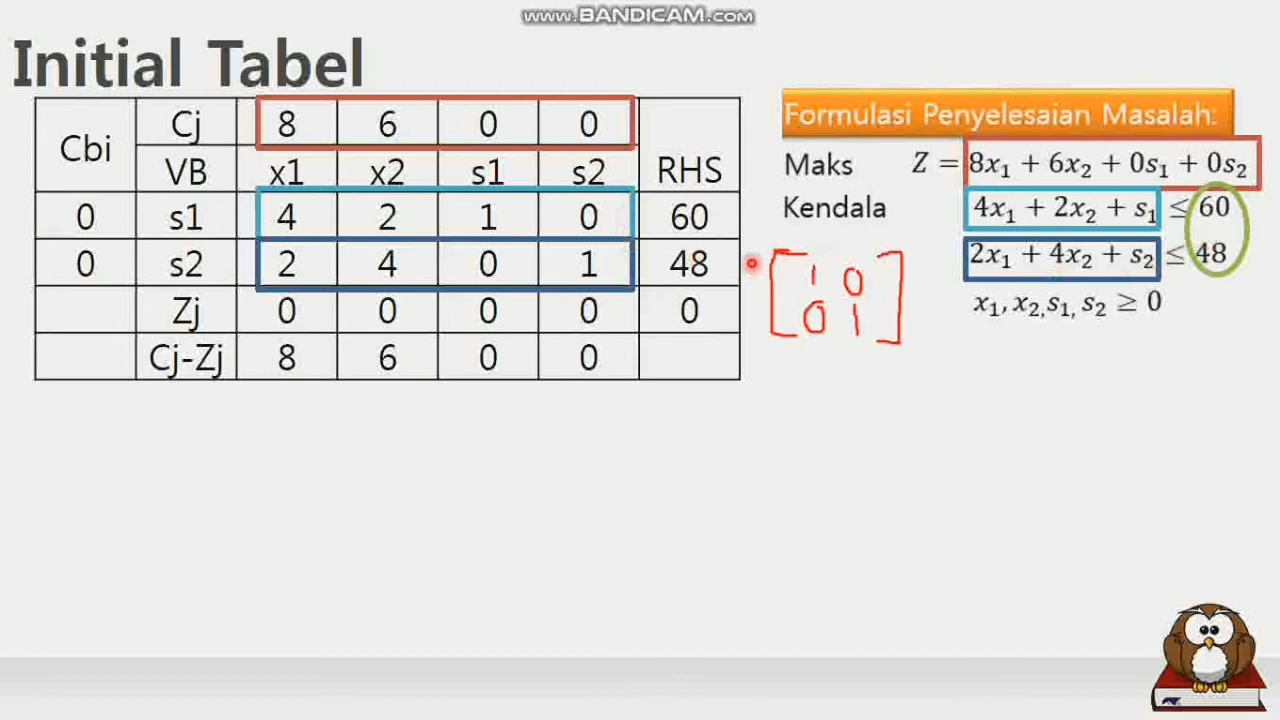 www.BANDICAM.com
Initial Tabel
Cbi Cj 8 6 0 0 RHS
VB x1 x2 s1 s2
0 s1 4 2 1 0 60
0 s2 2 4 0 1 48
Zj 0 0 0 0 0
Cj-Zj 8 6 0 0
1 0
0 1
Formulasi Penyelesaian Masalah:
Maks Z = 8x₁ + 6x₂ + 0s₁ + 0s₂
Kendala 4x₁ + 2x₂ + s₁ ≤ 60
2x₁ + 4x₂ + s₂ ≤ 48
x₁, x₂, s₁, s₂ ≥ 0